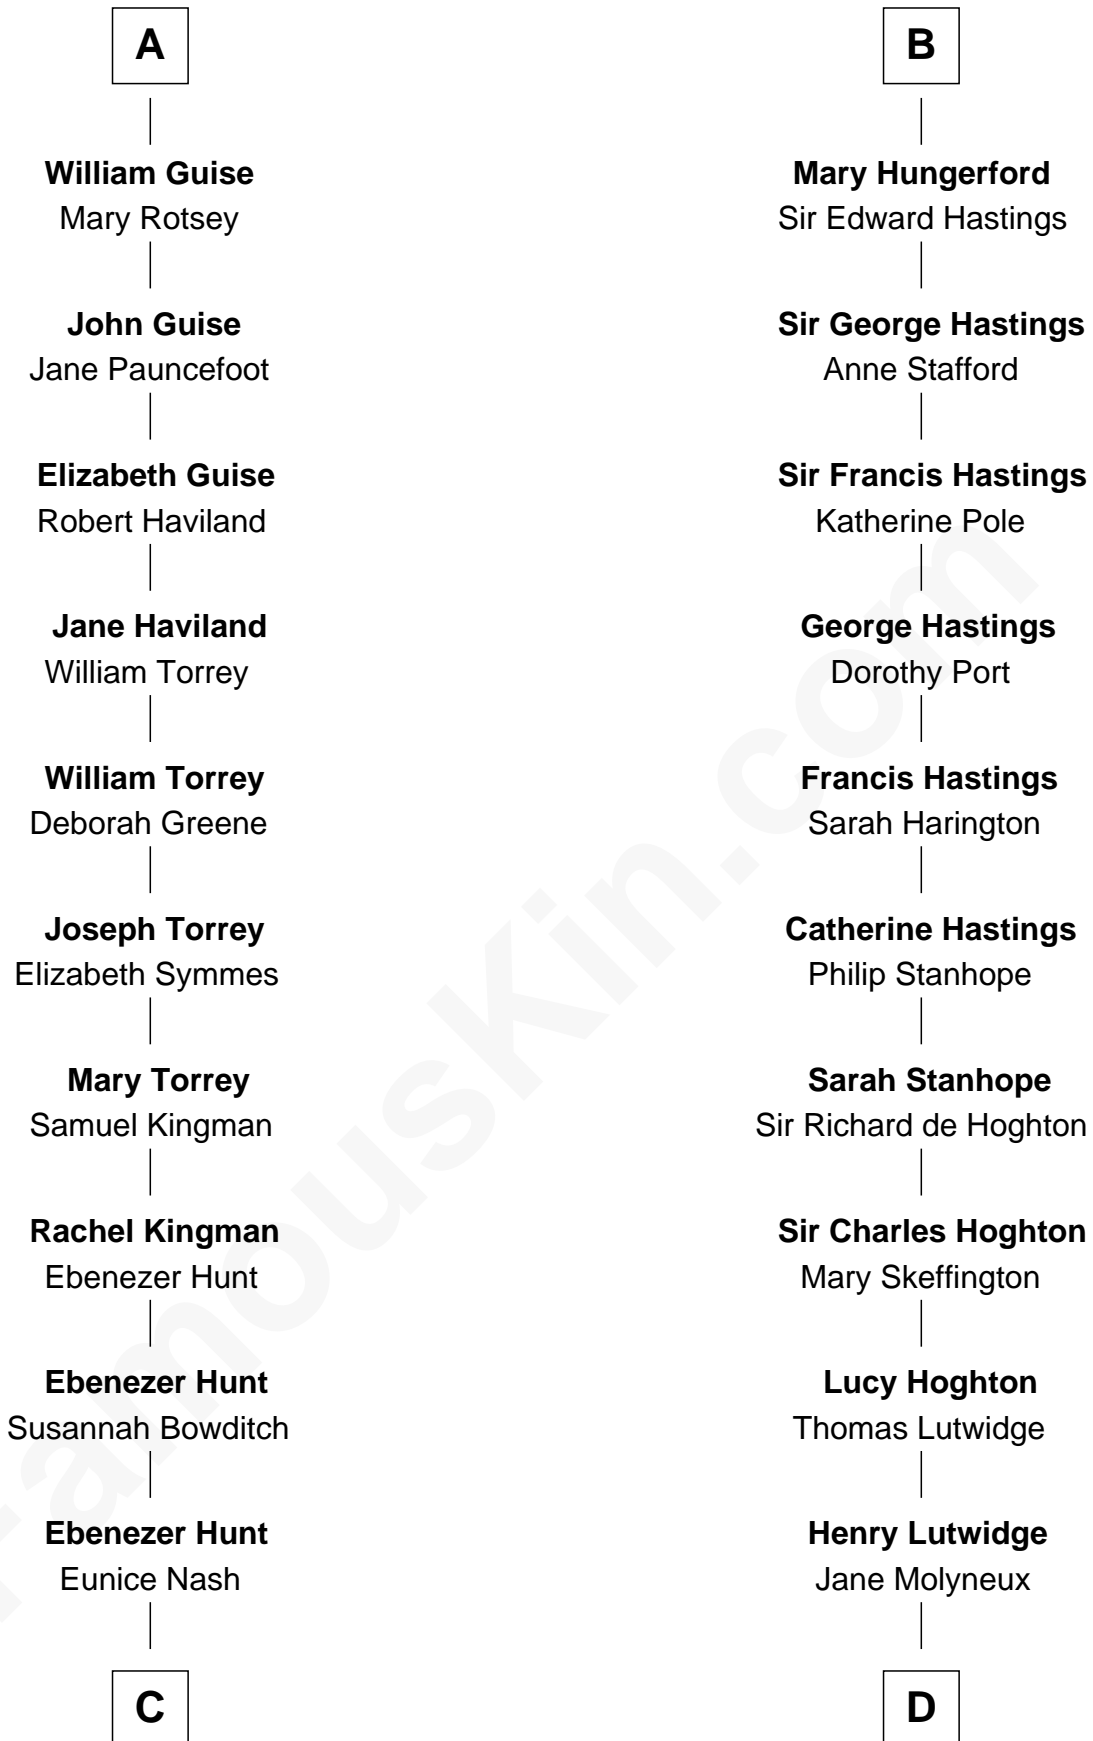 A
William Guise
Mary Rotsey
John Guise
Jane Pauncefoot
Elizabeth Guise
Robert Haviland
Jane Haviland
William Torrey
William Torrey
Deborah Greene
Joseph Torrey
Elizabeth Symmes
Mary Torrey
Samuel Kingman
Rachel Kingman
Ebenezer Hunt
Ebenezer Hunt
Susannah Bowditch
Ebenezer Hunt
Eunice Nash
C
B
Mary Hungerford
Sir Edward Hastings
Sir George Hastings
Anne Stafford
Sir Francis Hastings
Katherine Pole
George Hastings
Dorothy Port
Francis Hastings
Sarah Harington
Catherine Hastings
Philip Stanhope
Sarah Stanhope
Sir Richard de Hoghton
Sir Charles Hoghton
Mary Skeffington
Lucy Hoghton
Thomas Lutwidge
Henry Lutwidge
Jane Molyneux
D
FamousKin.com